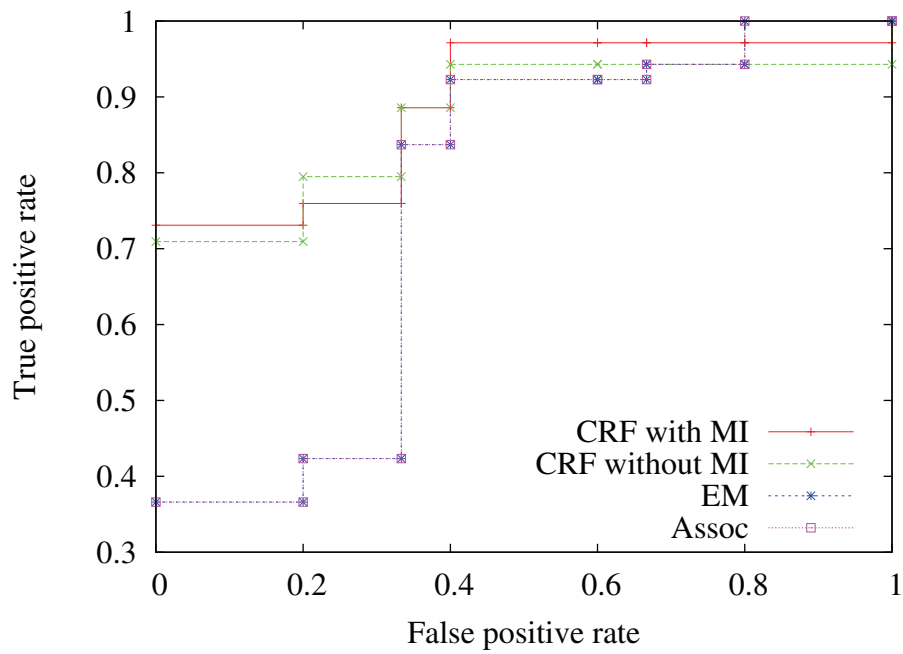 1
0.9
0.8
0.7
0.6
0.5
0.4
0.3
True positive rate
CRF with MI
CRF without MI
EM
Assoc
0 0.2 0.4 0.6 0.8 1
False positive rate